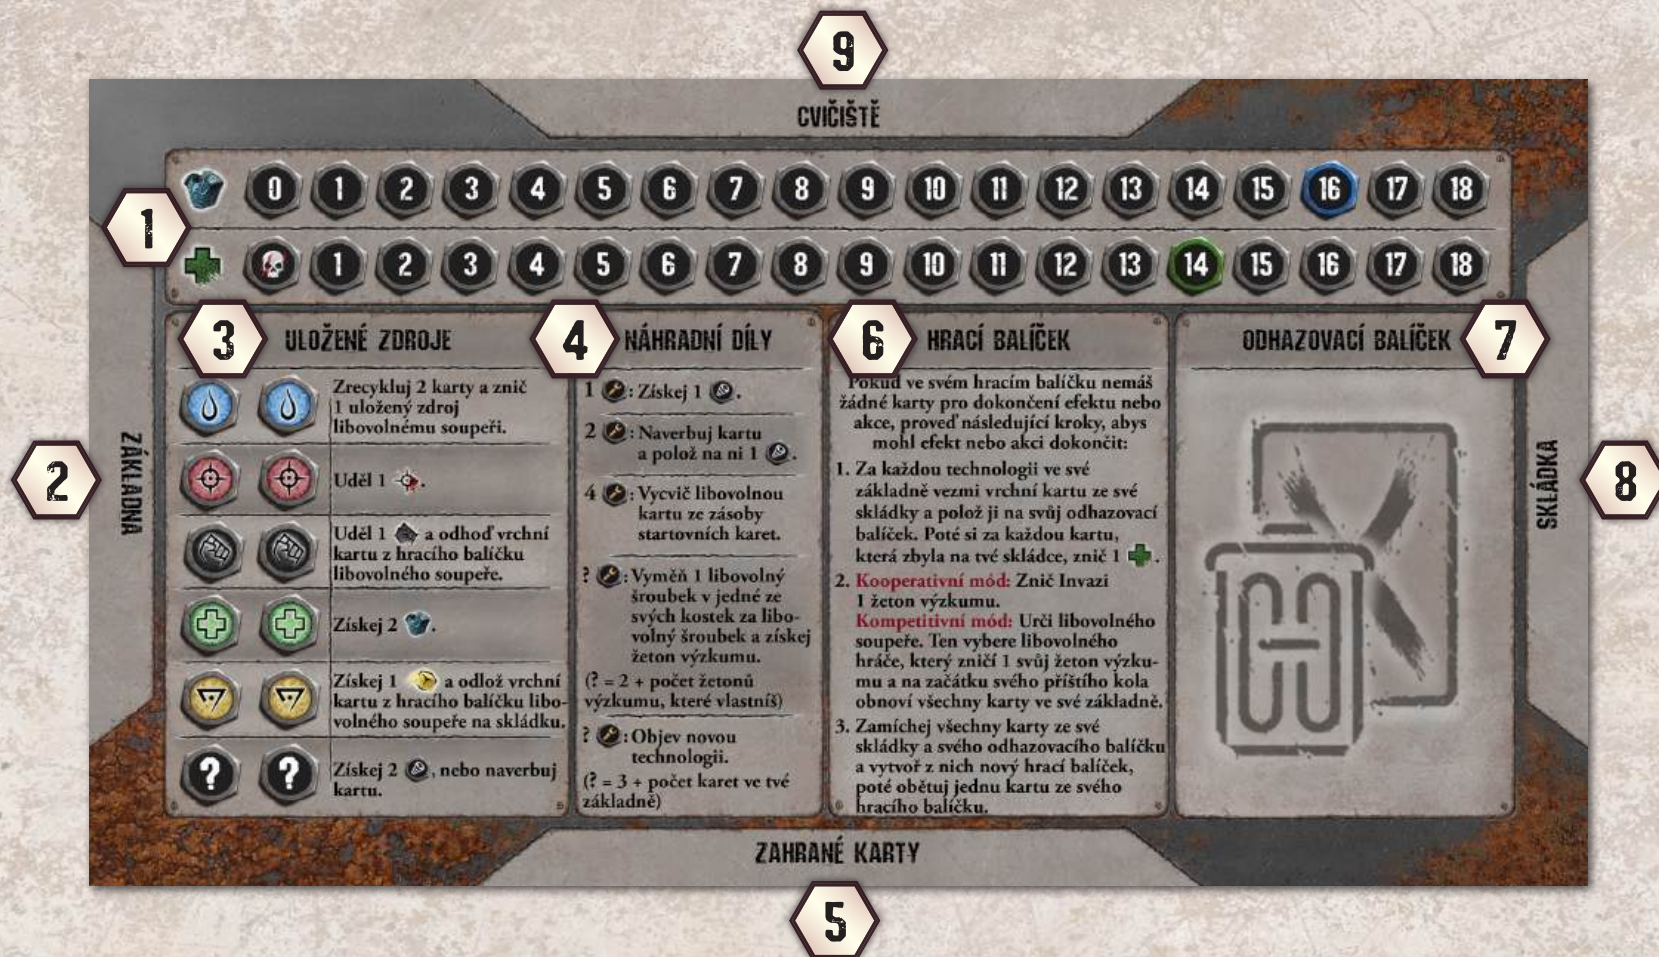 9
CVIČIŠTĚ
0 1 2 3 4 5 6 7 8 9 10 11 12 13 14 15 16 17 18
1
1 2 3 4 5 6 7 8 9 10 11 12 13 14 15 16 17 18
2
ZÁKLADNA
3
ULOŽENÉ ZDROJE
Zrecykluj 2 karty a znič
1 uložený zdroj
libovolnému soupeři.
Uděl 1 .
Uděl 1 a odhoď vrchní
kartu z hracího balíčku
libovolného soupeře.
Získej 2 .
Získej 1 a odlož vrchní
kartu z hracího balíčku libo-
volného soupeře na skládku.
? ?
Získej 2 , nebo naverbuj
kartu.
4
NÁHRADNÍ DÍLY
1 : Získej 1 .
2 : Naverbuj kartu
a polož na ni 1 .
4 : Vycvič libovolnou
kartu ze zásoby
startovních karet.
? : Vyměň 1 libovolný
šroubek v jedné ze
svých kostek za libo-
volný šroubek a získej
žeton výzkumu.
(? = 2 + počet žetonů
výzkumu, které vlastníš)
? : Objev novou
technologii.
(? = 3 + počet karet ve tvé
základně)
6
HRACÍ BALÍČEK
Pokud ve svém hracím balíčku nemáš
žádné karty pro dokončení efektu nebo
akce, proveď následující kroky, abys
mohl efekt nebo akci dokončit:
1. Za každou technologii ve své
základně vezmi vrchní kartu ze své
skládky a polož ji na svůj odhazovací
balíček. Poté si za každou kartu,
která zbyla na tvé skládce, znič 1 .
2. Kooperativní mód: Znič Invazi
1 žeton výzkumu.
Kompetitivní mód: Urči libovolného
soupeře. Ten vybere libovolného
hráče, který zničí 1 svůj žeton výzku-
mu a na začátku svého příštího kola
obnoví všechny karty ve své základně.
3. Zamíchej všechny karty ze své
skládky a svého odhazovacího balíčku
a vytvoř z nich nový hrací balíček,
poté obětuj jednu kartu ze svého
hracího balíčku.
ODHAZOVACÍ BALÍČEK
7
SKLÁDKA
8
ZAHRANÉ KARTY
5